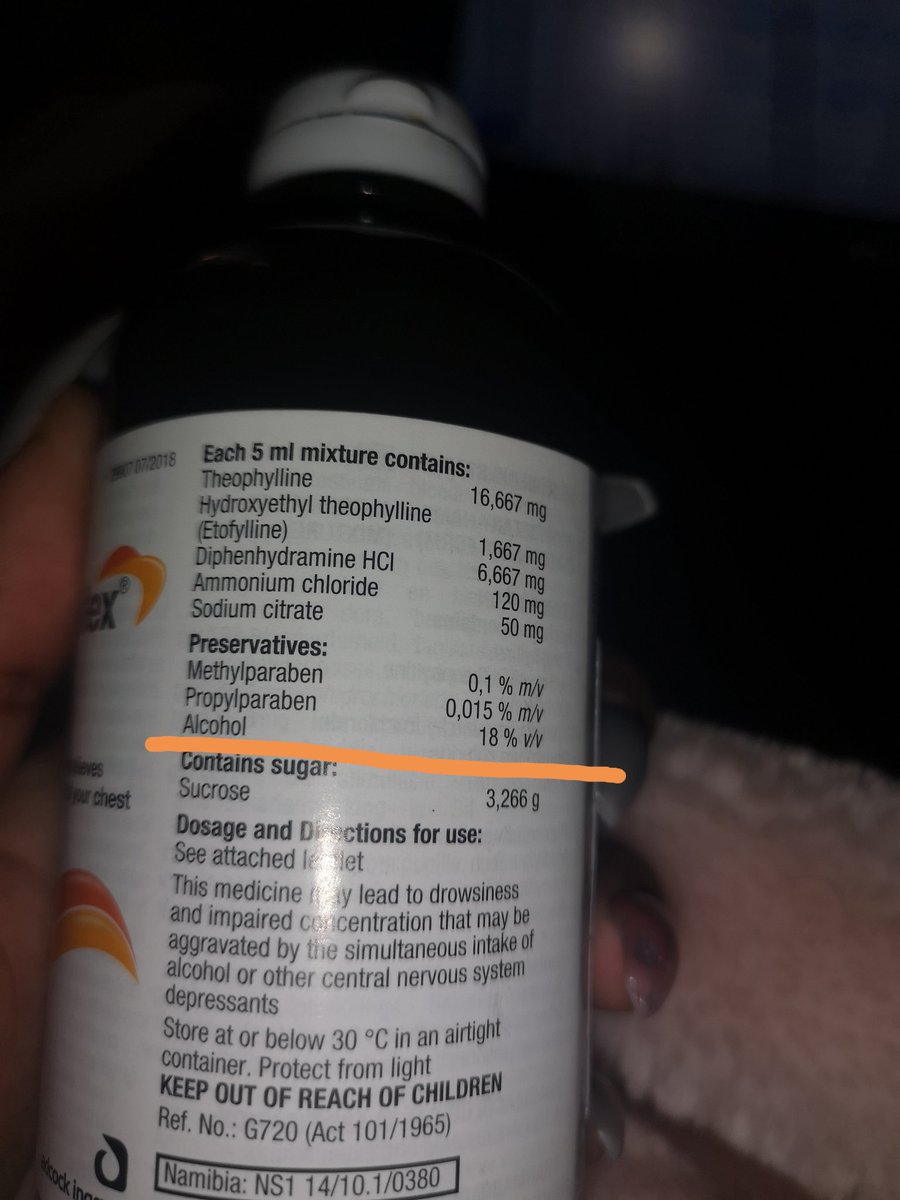 07/2018
Each 5 ml mixture contains:
Theophylline 16,667 mg
Hydroxyethyl theophylline
(Etofylline) 1,667 mg
Diphenhydramine HCl 6,667 mg
Ammonium chloride 120 mg
Sodium citrate 50 mg
Preservatives:
Methylparaben 0,1 % m/v
Propylparaben 0,015 % m/v
Alcohol 18 % v/v
Contains sugar:
Sucrose 3,266 g
Dosage and Directions for use:
See attached leaflet
This medicine may lead to drowsiness
and impaired concentration that may be
aggravated by the simultaneous intake of
alcohol or other central nervous system
depressants
Store at or below 30 °C in an airtight
container. Protect from light
KEEP OUT OF REACH OF CHILDREN
Ref. No.: G720 (Act 101/1965)
Namibia: NS1 14/10.1/0380
ex®
your chest
adcock